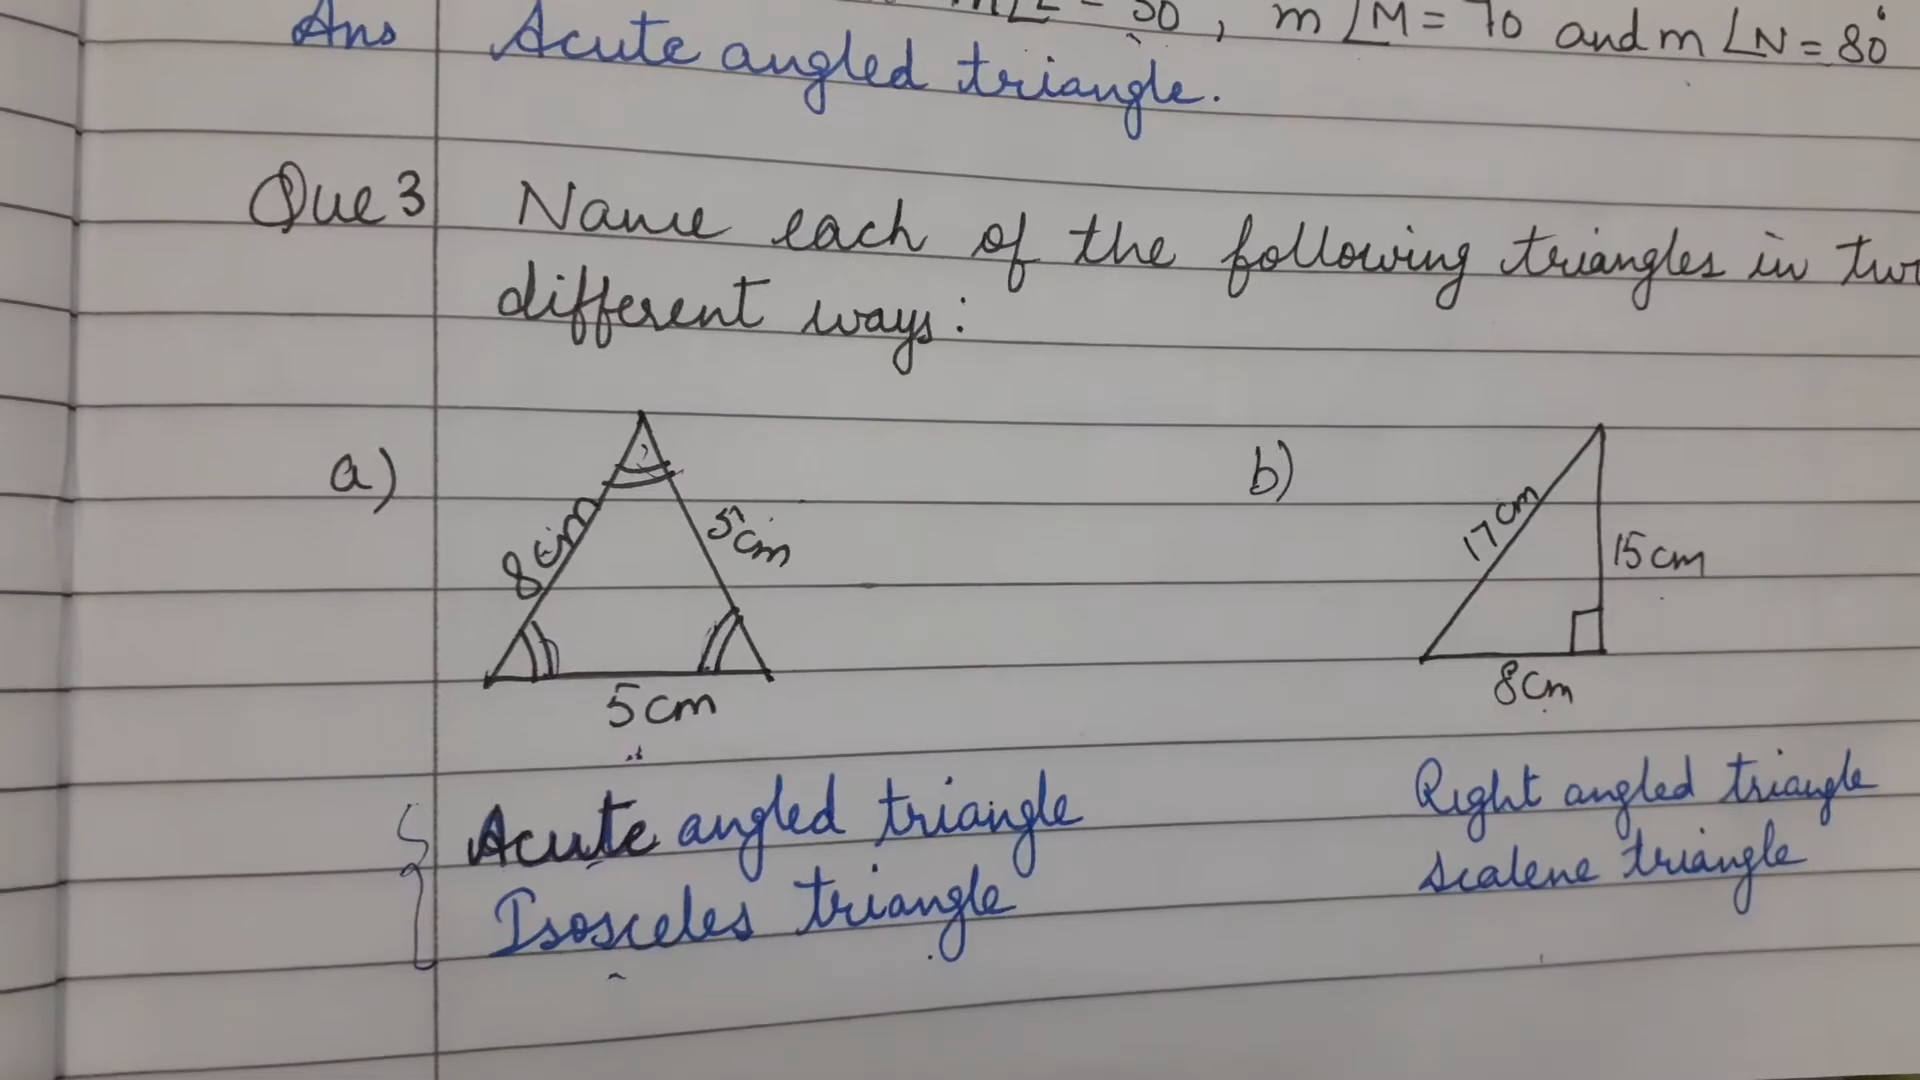 50, m∠M = 70 and m∠N = 80°
Ans Acute angled triangle.
Que 3 Name each of the following triangles in
different ways:
a) b)
8cm 5cm 17cm 15cm
5cm 8cm
Acute angled triangle Right angled triangle
Isosceles triangle scalene triangle